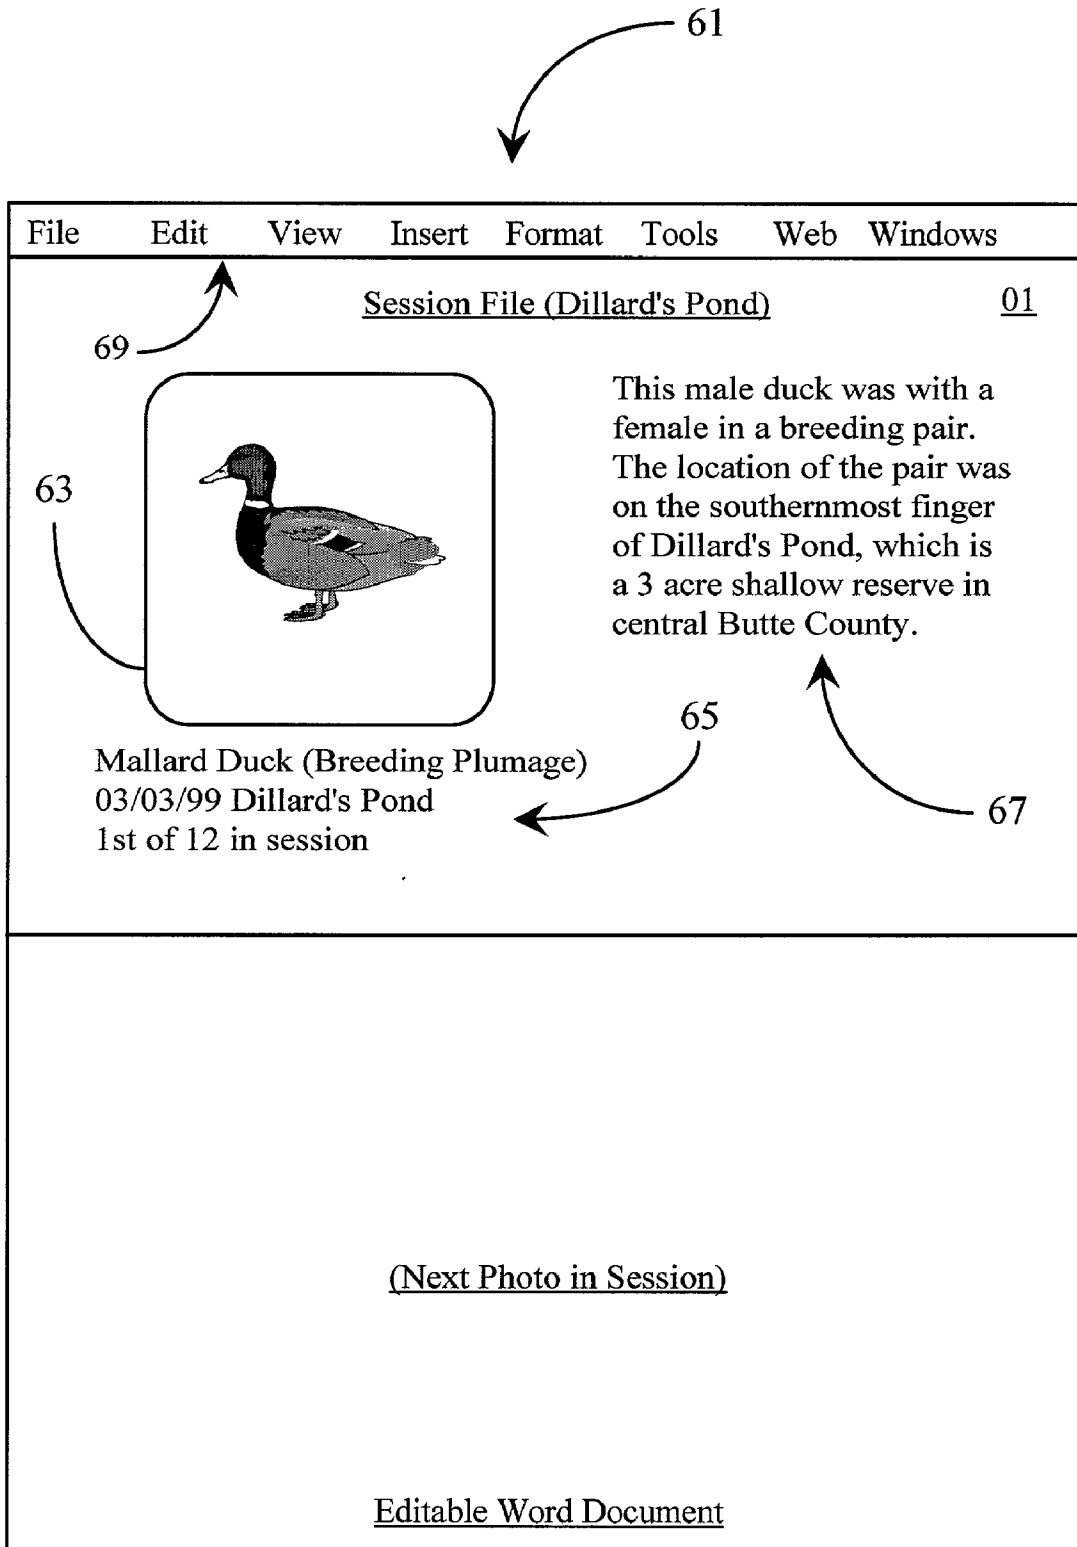 61
File Edit View Insert Format Tools Web Windows
Session File (Dillard's Pond) 01
69
This male duck was with a
female in a breeding pair.
The location of the pair was
on the southernmost finger
of Dillard's Pond, which is
a 3 acre shallow reserve in
central Butte County.
63
65
Mallard Duck (Breeding Plumage)
03/03/99 Dillard's Pond
1st of 12 in session
67
(Next Photo in Session)
Editable Word Document